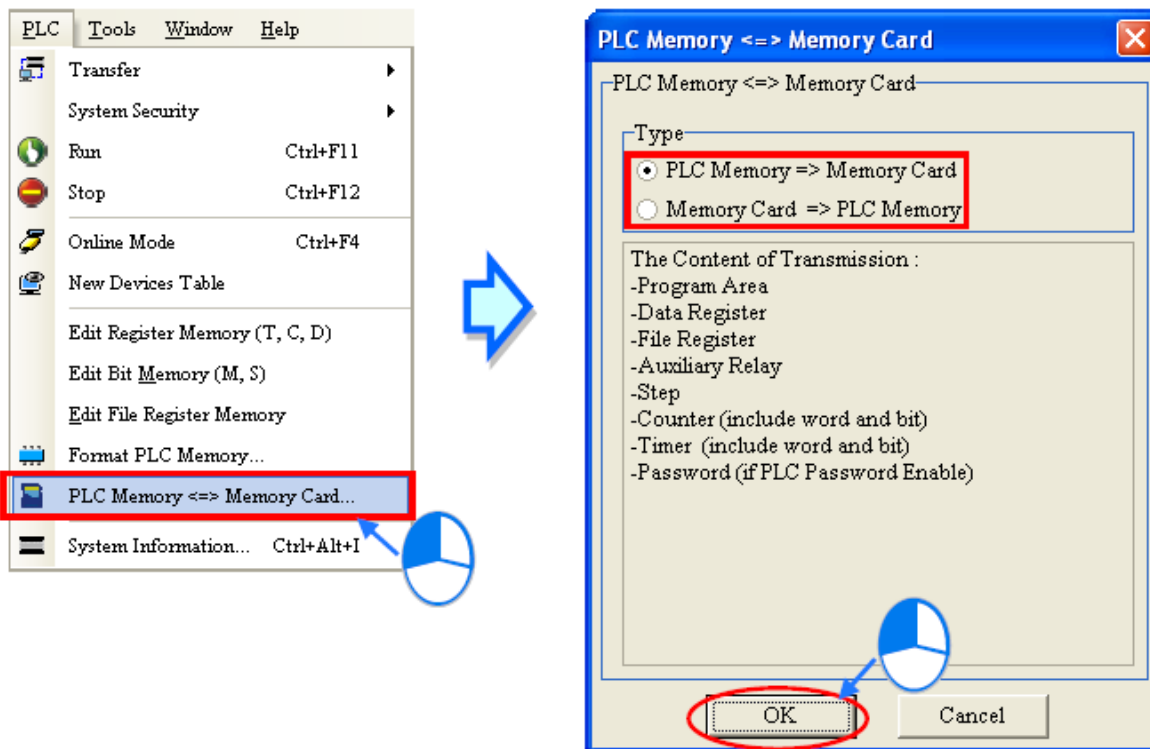 PLC Tools Window Help
Transfer
System Security
Run Ctrl+F11
Stop Ctrl+F12
Online Mode Ctrl+F4
New Devices Table
Edit Register Memory (T, C, D)
Edit Bit Memory (M, S)
Edit File Register Memory
Format PLC Memory...
PLC Memory <=> Memory Card...
System Information... Ctrl+Alt+I
PLC Memory <=> Memory Card
PLC Memory <=> Memory Card
Type
PLC Memory => Memory Card
Memory Card => PLC Memory
The Content of Transmission :
-Program Area
-Data Register
-File Register
-Auxiliary Relay
-Step
-Counter (include word and bit)
-Timer (include word and bit)
-Password (if PLC Password Enable)
OK Cancel